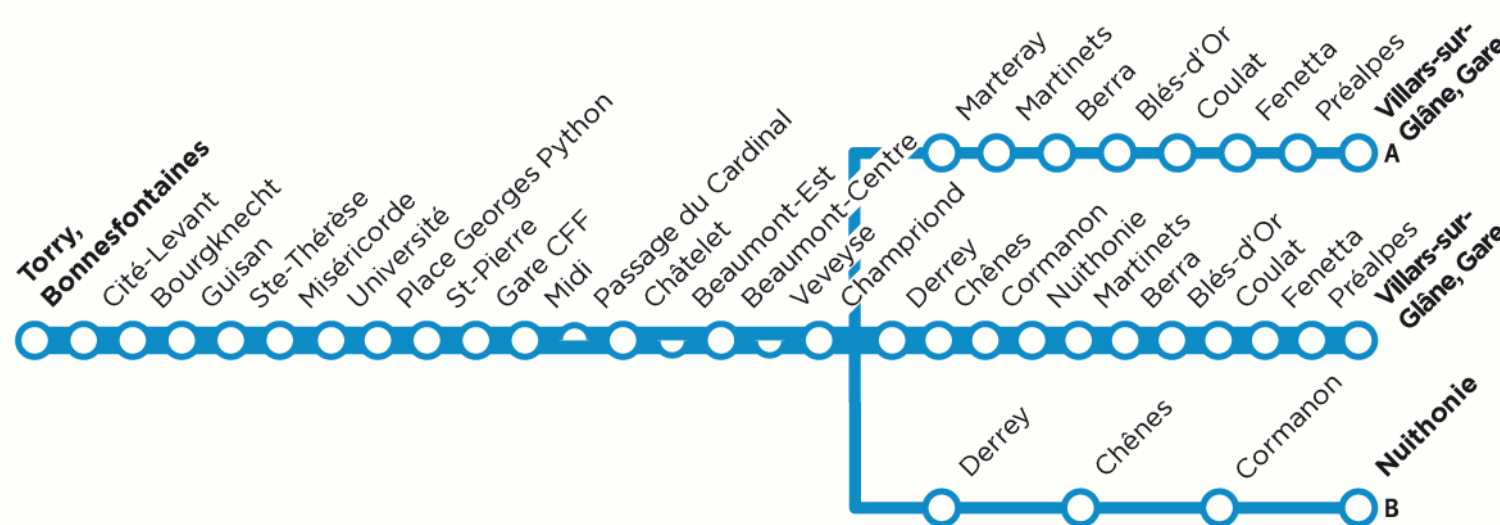 Torry,
Bonnesfontaines
Cité-Levant
Bourgknecht
Guisan
Ste-Thérèse
Miséricorde
Université
Place Georges Python
St-Pierre
Gare CFF
Midi
Passage du Cardinal
Châtelet
Beaumont-Est
Beaumont-Centre
Veveyse
Champriond
Marteray
Martinets
Berra
Blés-d'Or
Coulat
Fenetta
Préalpes
Villars-sur-
Glâne, Gare
A
Derrey
Chênes
Cormanon
Nuithonie
Martinets
Berra
Blés-d'Or
Coulat
Fenetta
Préalpes
Villars-sur-
Glâne, Gare
Derrey
Chênes
Cormanon
Nuithonie
B